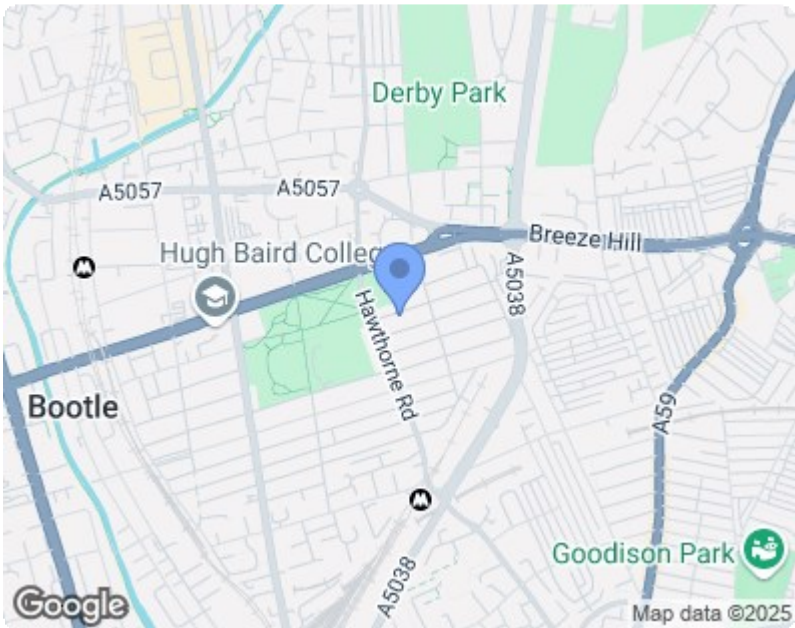 Derby Park
A5057
A5057
Breeze Hill
Hugh Baird College
A5038
Hawthorne Rd
Bootle
A59
Goodison Park
A5038
Google
Map data ©2025